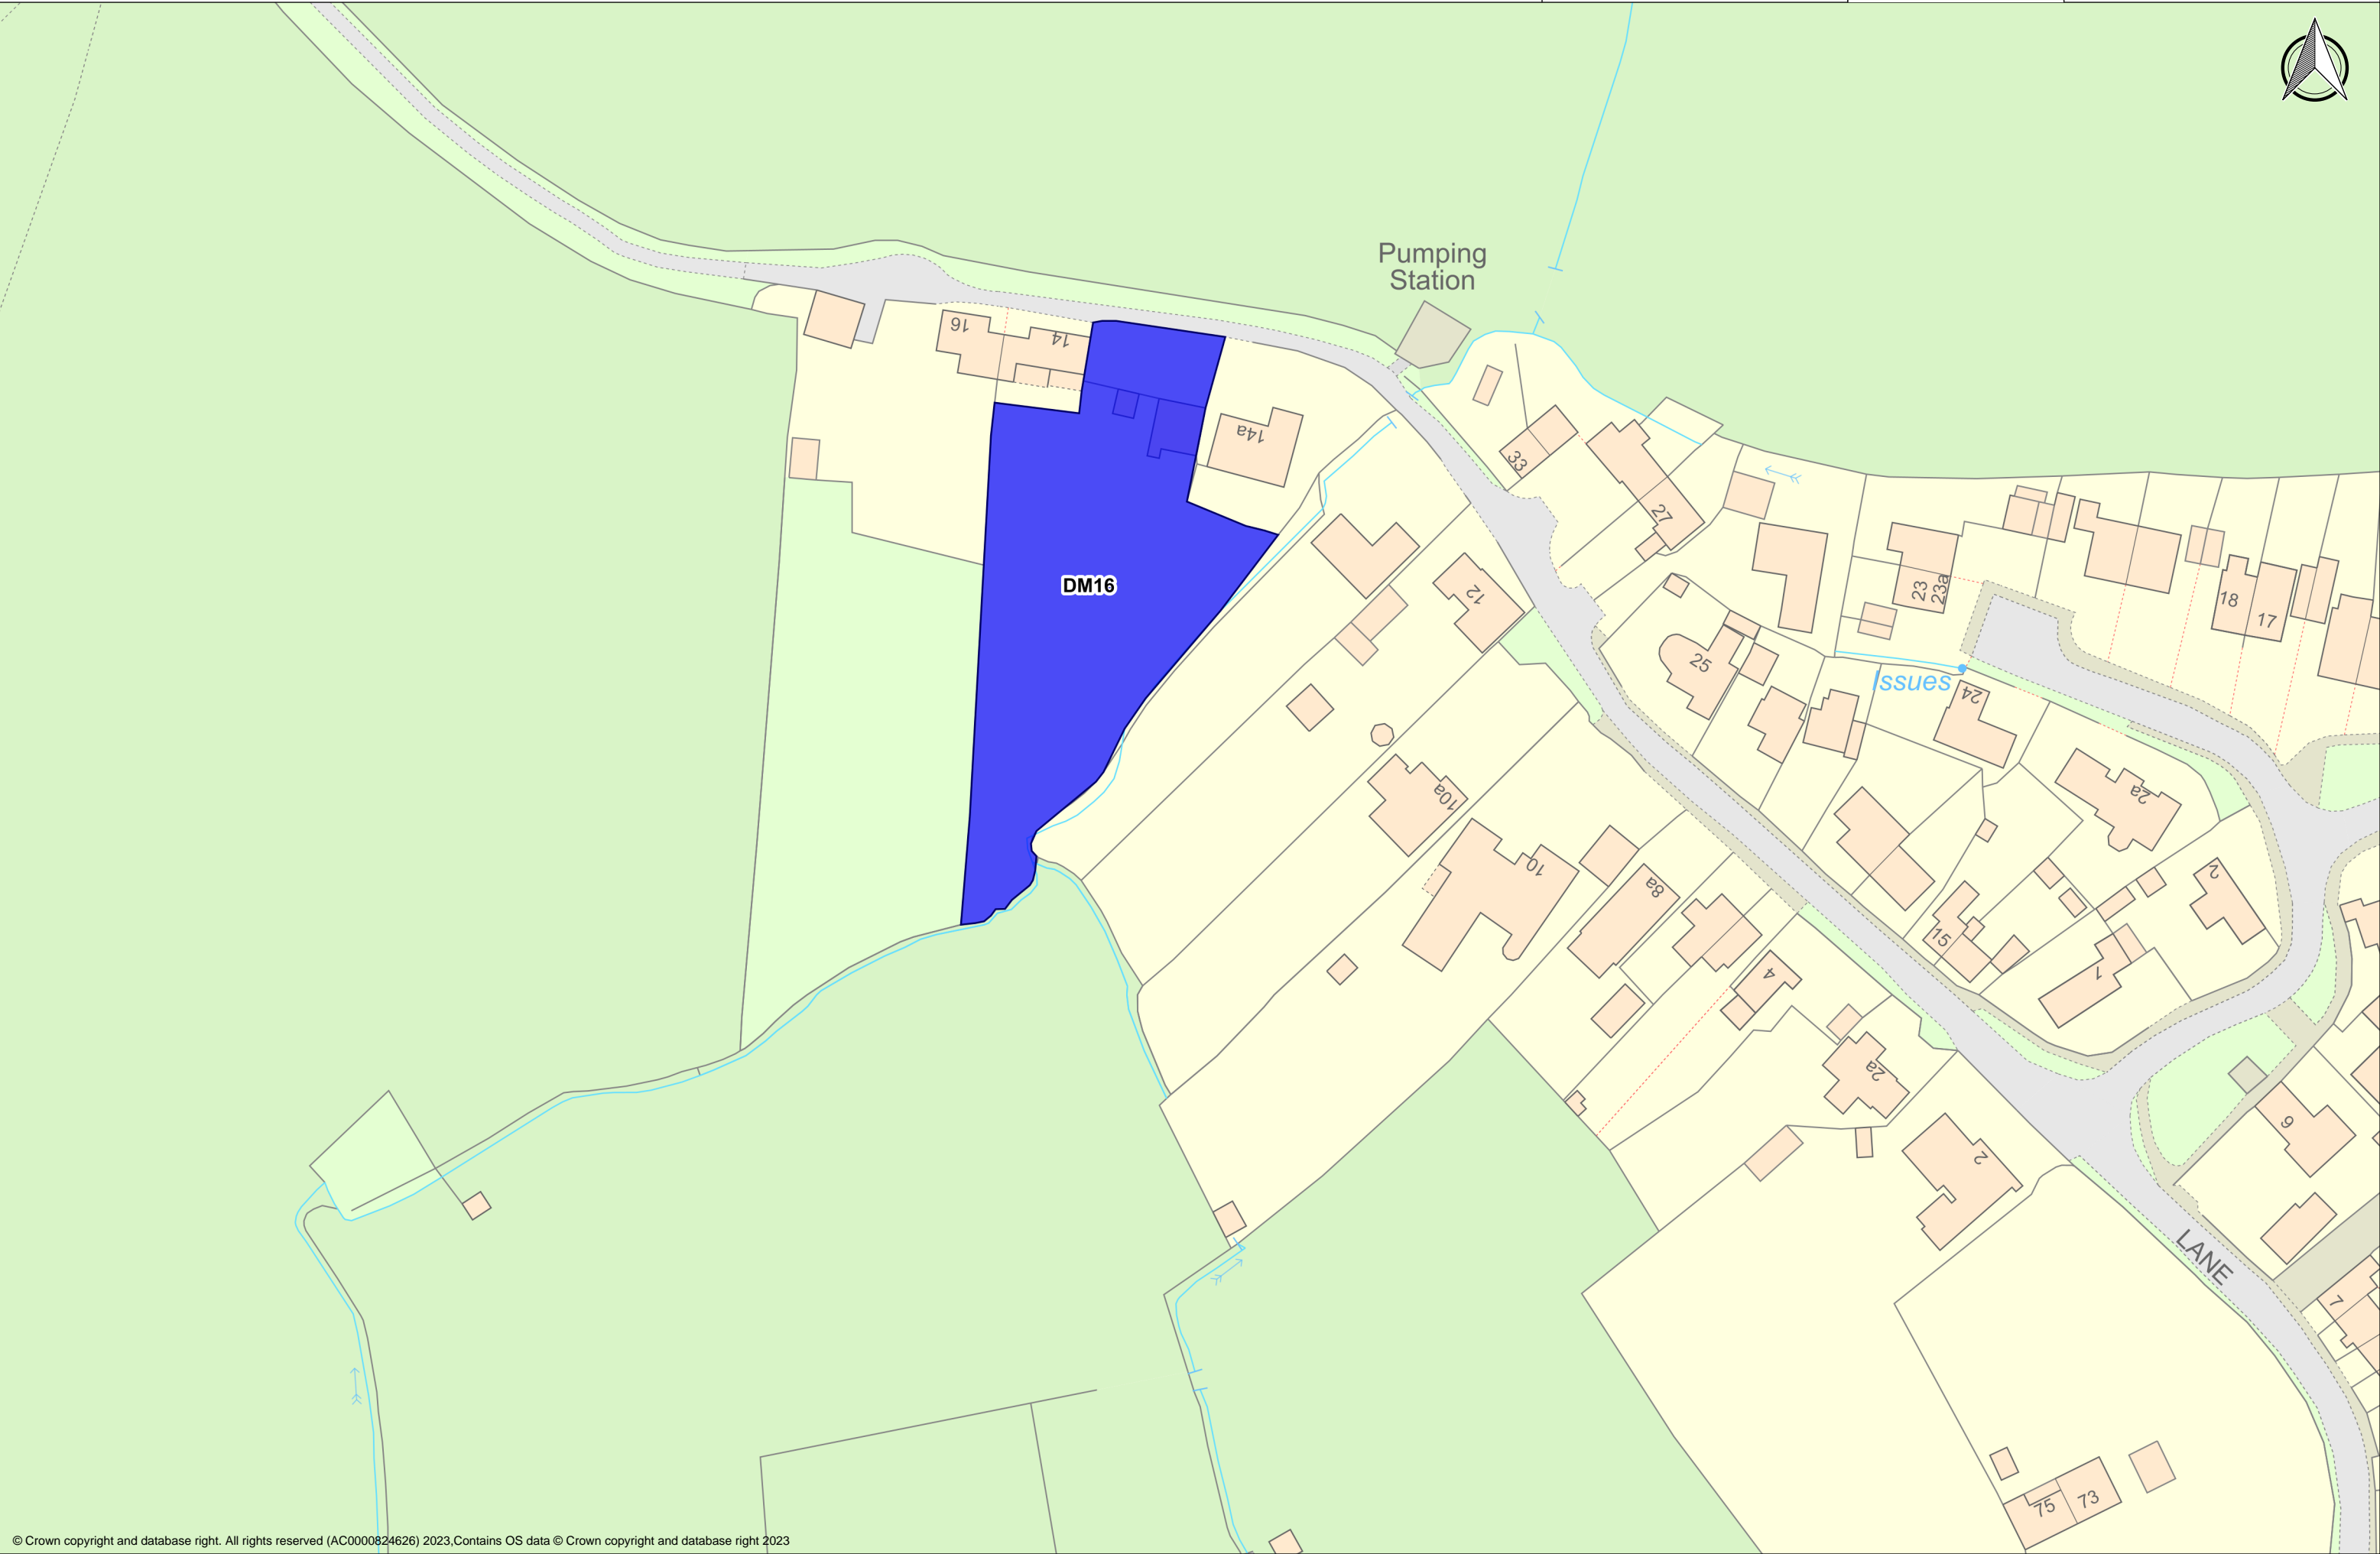 Pumping
Station
16
14
14a
33
27
12
DM16
23
23a
18
17
25
Issues
24
2a
10a
10
8a
2
15
4
1
2a
9
2
LANE
7
75
73
© Crown copyright and database right. All rights reserved (AC0000824626) 2023,Contains OS data © Crown copyright and database right 2023